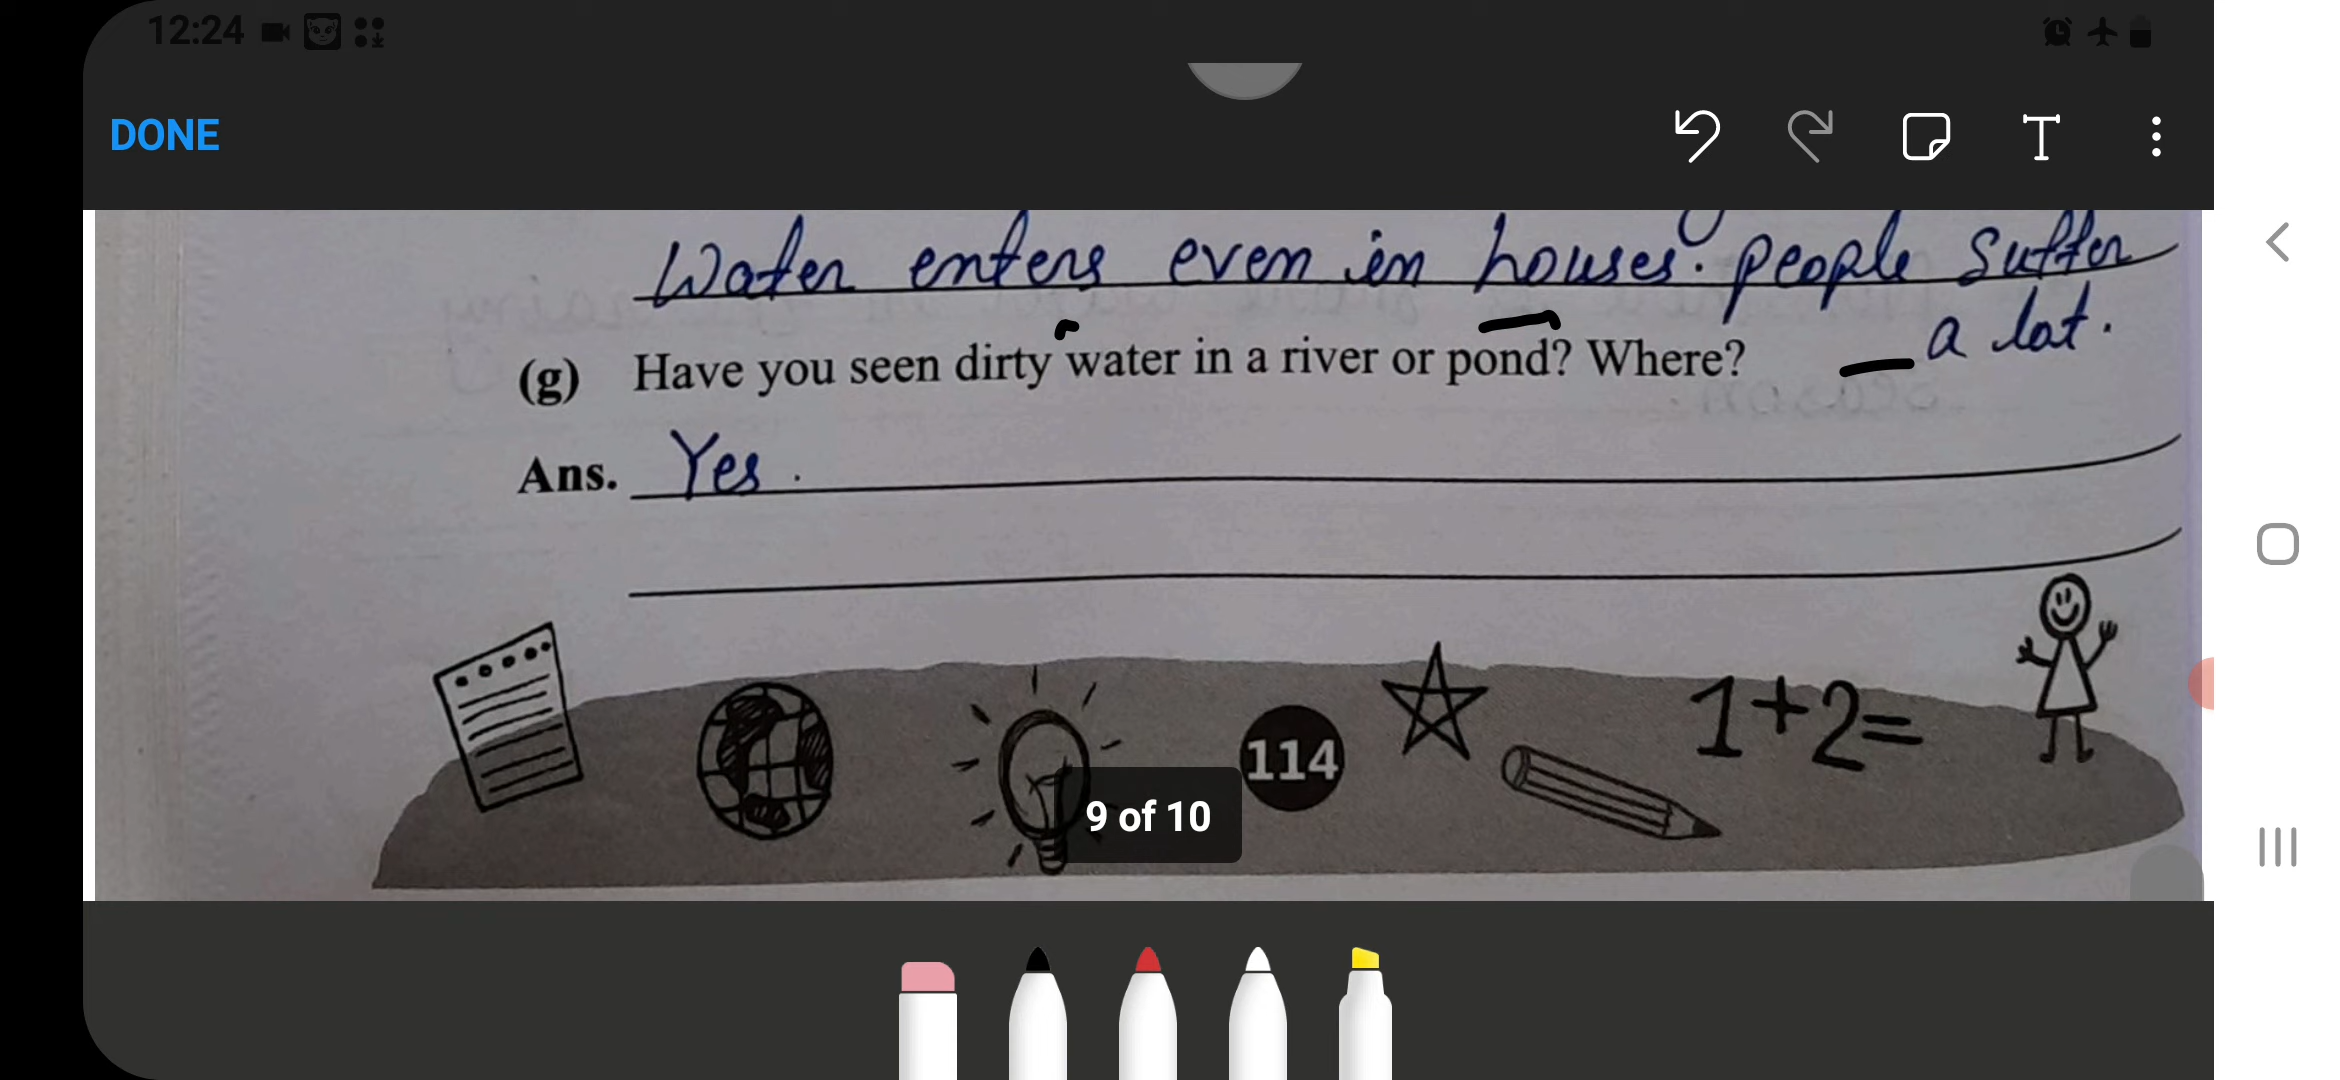 12:24
DONE
T
Water enters even in houses. people suffer
a lot.
(g) Have you seen dirty water in a river or pond? Where?
Ans. Yes.
114
1+2=
9 of 10